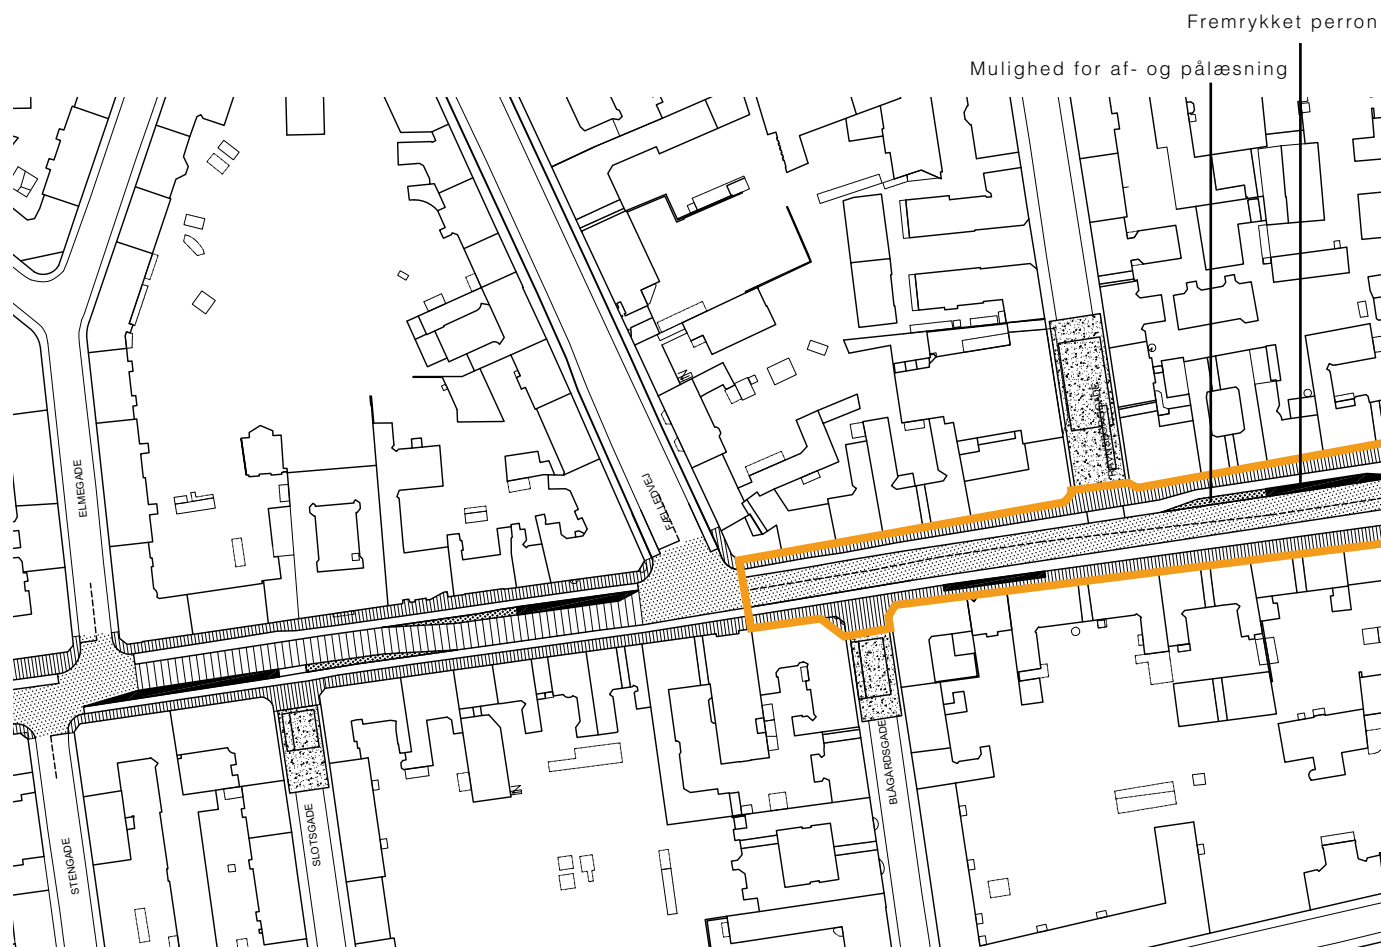 Fremrykket perron
Mulighed for af- og pålæsning
ELMEGADE
FÆLLEDVEJ
STENGADE
SLOTSGADE
BLÅGÅRDSGADE